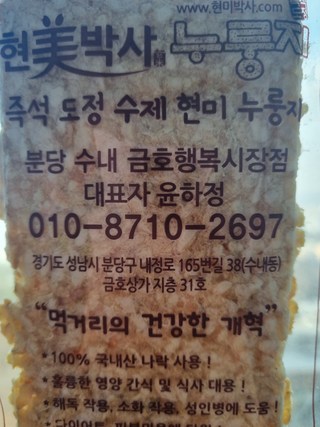 www.현미박사.com
현美박사 누룽지
즉석 도정 수제 현미 누룽지
분당 수내 금호행복시장점
대표자 윤하정
010-8710-2697
경기도 성남시 분당구 내정로 165번길 38(수내동)
금호상가 지층 31호
“먹거리의 건강한 개혁”
* 100% 국내산 나락 사용 !
* 훌륭한 영양 간식 및 식사 대용 !
* 해독 작용, 소화 작용, 성인병에 도움 !